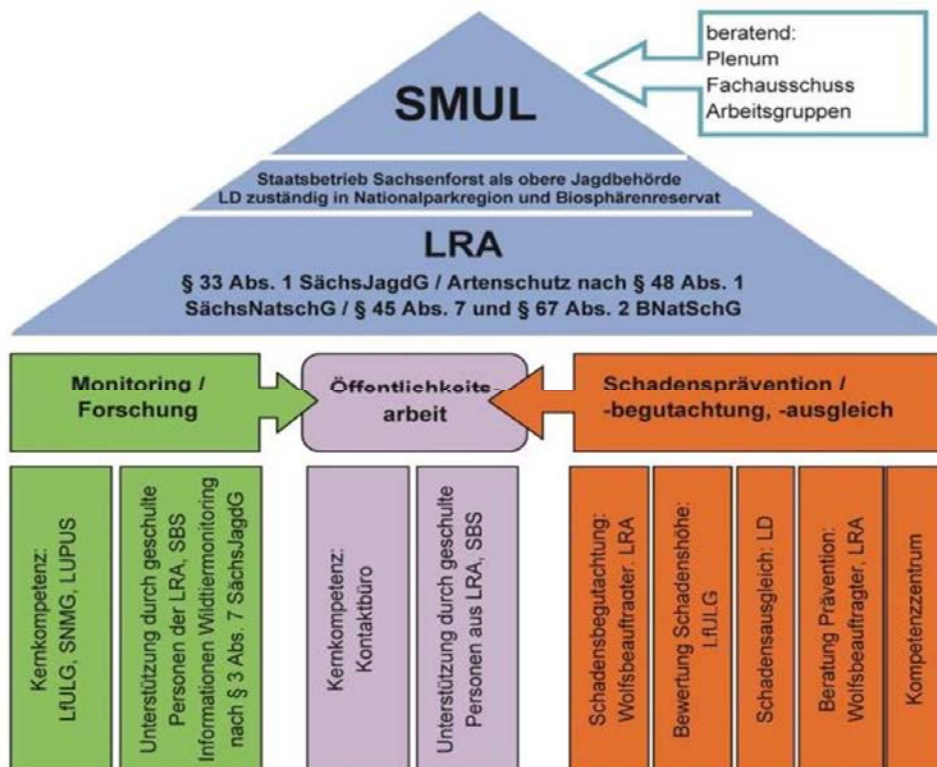 beratend:
Plenum
Fachausschuss
Arbeitsgruppen
SMUL
Staatsbetrieb Sachsenforst als obere Jagdbehörde
LD zuständig in Nationalparkregion und Biosphärenreservat
LRA
§ 33 Abs. 1 SächsJagdG / Artenschutz nach § 48 Abs. 1
SächsNatschG / § 45 Abs. 7 und § 67 Abs. 2 BNatSchG
Monitoring /
Forschung
Öffentlichkeits
arbeit
Schadensprävention /
-begutachtung, -ausgleich
Kernkompetenz:
LfULG, SNMG, LUPUS
Unterstützung durch geschulte
Personen der LRA, SBS
Informationen Wildtiermonitoring
nach § 3 Abs. 7 SächsJagdG
Kernkompetenz:
Kontaktbüro
Unterstützung durch geschulte
Personen aus LRA, SBS
Schadensbegutachtung:
Wolfsbeauftragter, LRA
Bewertung Schadenshöhe:
LfULG
Schadensausgleich: LD
Beratung Prävention:
Wolfsbeauftragter, LRA
Kompetenzzentrum